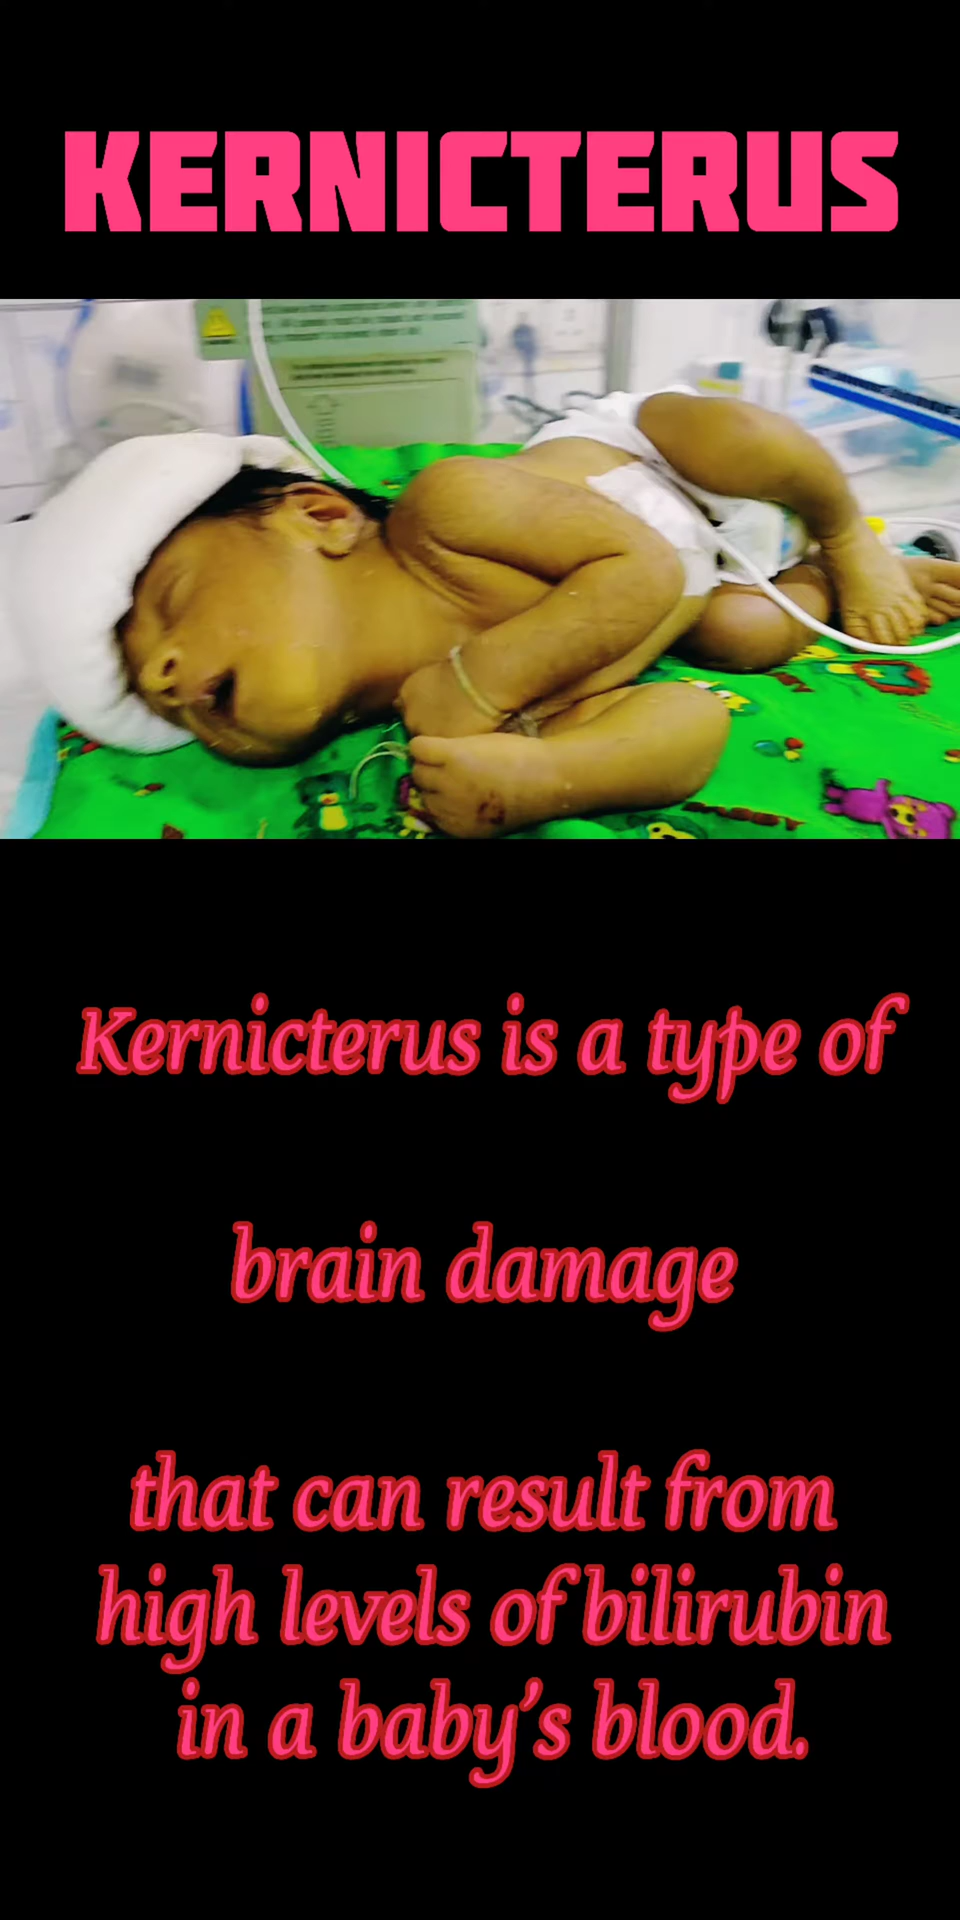 KERNICTERUS
Kernicterus is a type of
brain damage
that can result from
high levels of bilirubin
in a baby’s blood.